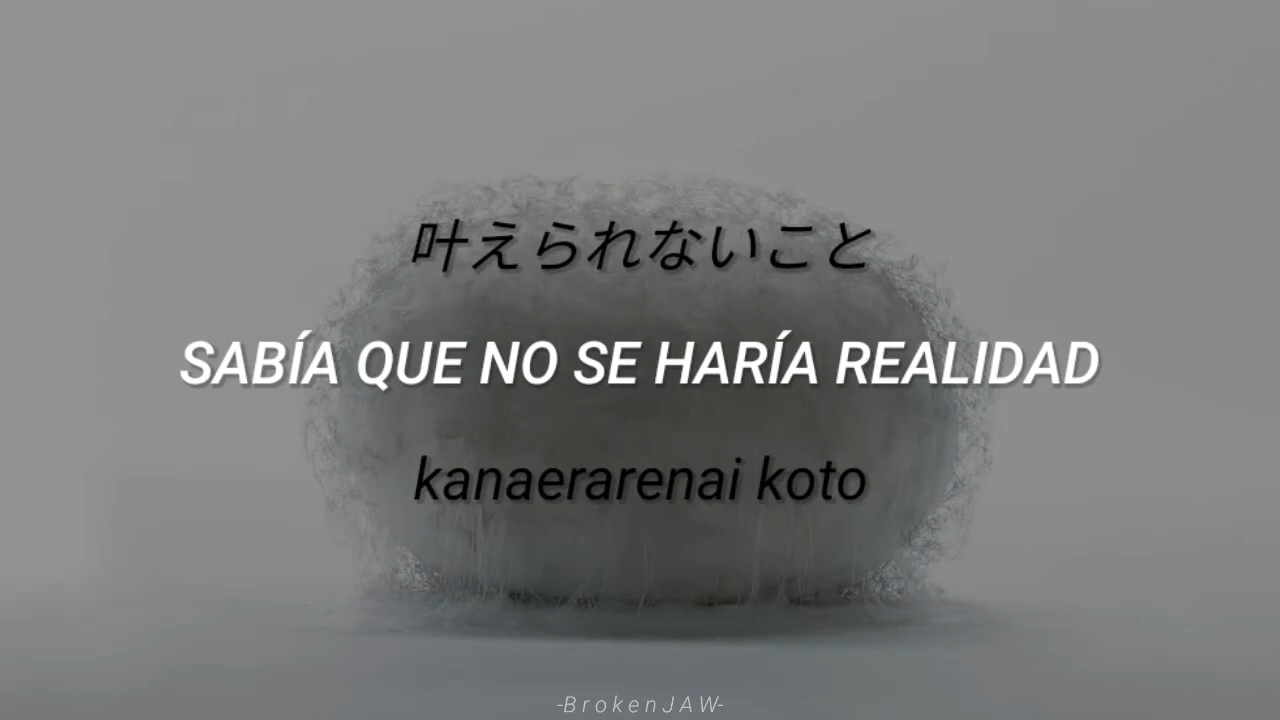 叶えられないこと
SABÍA QUE NO SE HARÍA REALIDAD
kanaerarenai koto
-BrokenJAW-